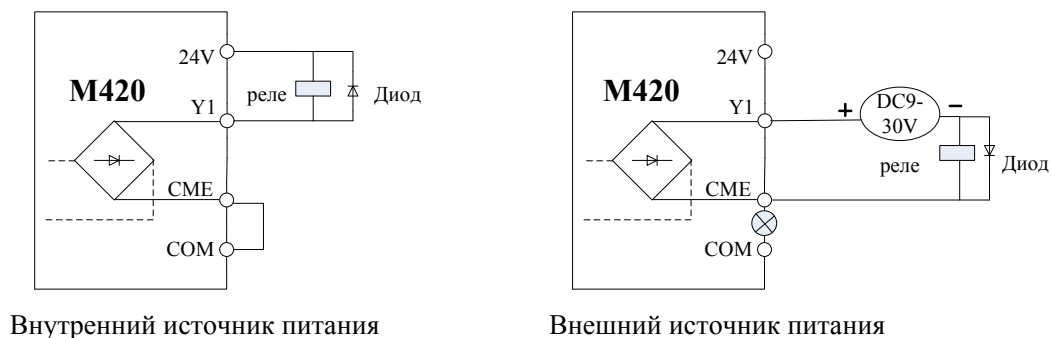 24V
M420
реле
Диод
Y1
CME
COM
Внутренний источник питания
24V
M420
Y1
+
DC9-
30V
−
реле
Диод
CME
COM
Внешний источник питания